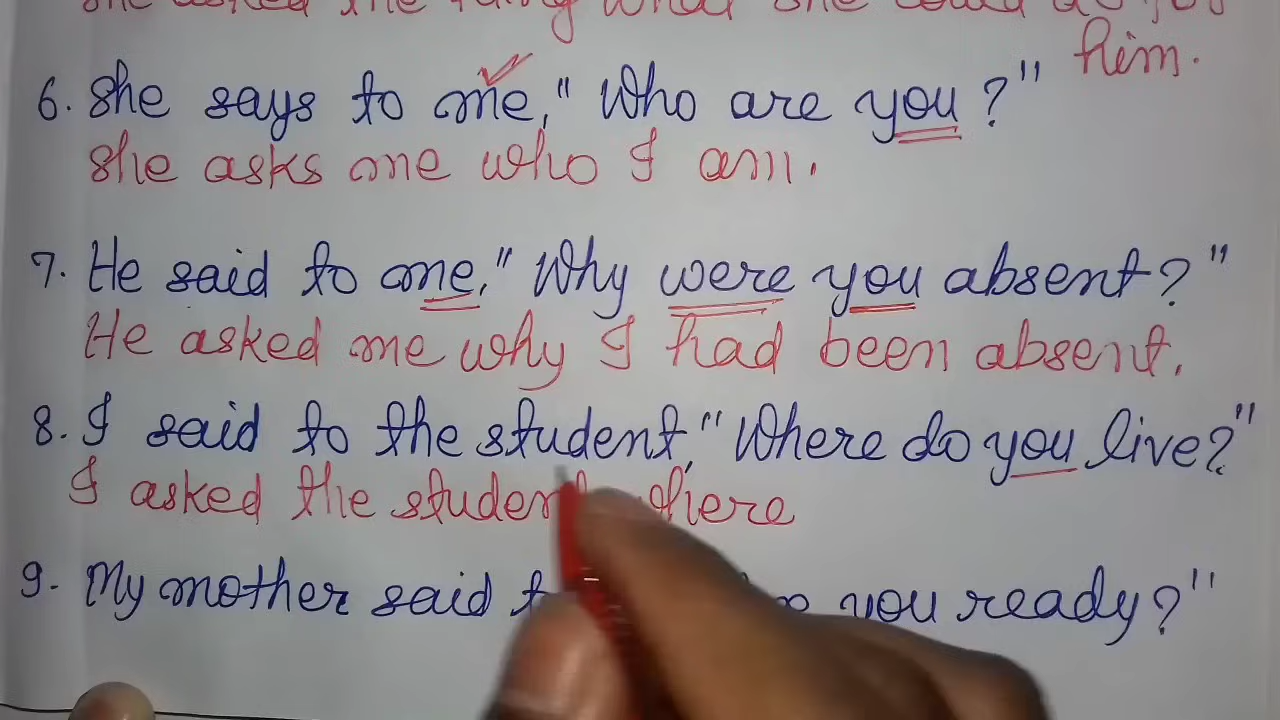 him.
6. She says to me, "Who are you?"
She asks me who I am.
7. He said to me, "Why were you absent?"
He asked me why I had been absent.
8. I said to the student, "Where do you live?"
I asked the student where
9. My mother said you ready?"